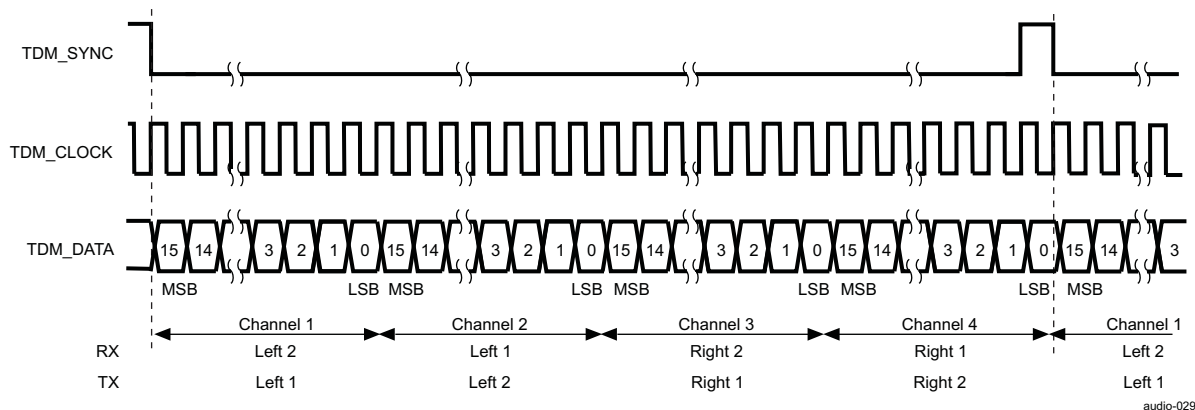 TDM_SYNC
TDM_CLOCK
TDM_DATA 15 14 3 2 1 0 15 14 3 2 1 0 15 14 3 2 1 0 15 14 3 2 1 0 15 14 3
MSB LSB MSB LSB MSB LSB MSB LSB MSB
Channel 1 Channel 2 Channel 3 Channel 4 Channel 1
RX Left 2 Left 1 Right 2 Right 1 Left 2
TX Left 1 Left 2 Right 1 Right 2 Left 1
audio-029